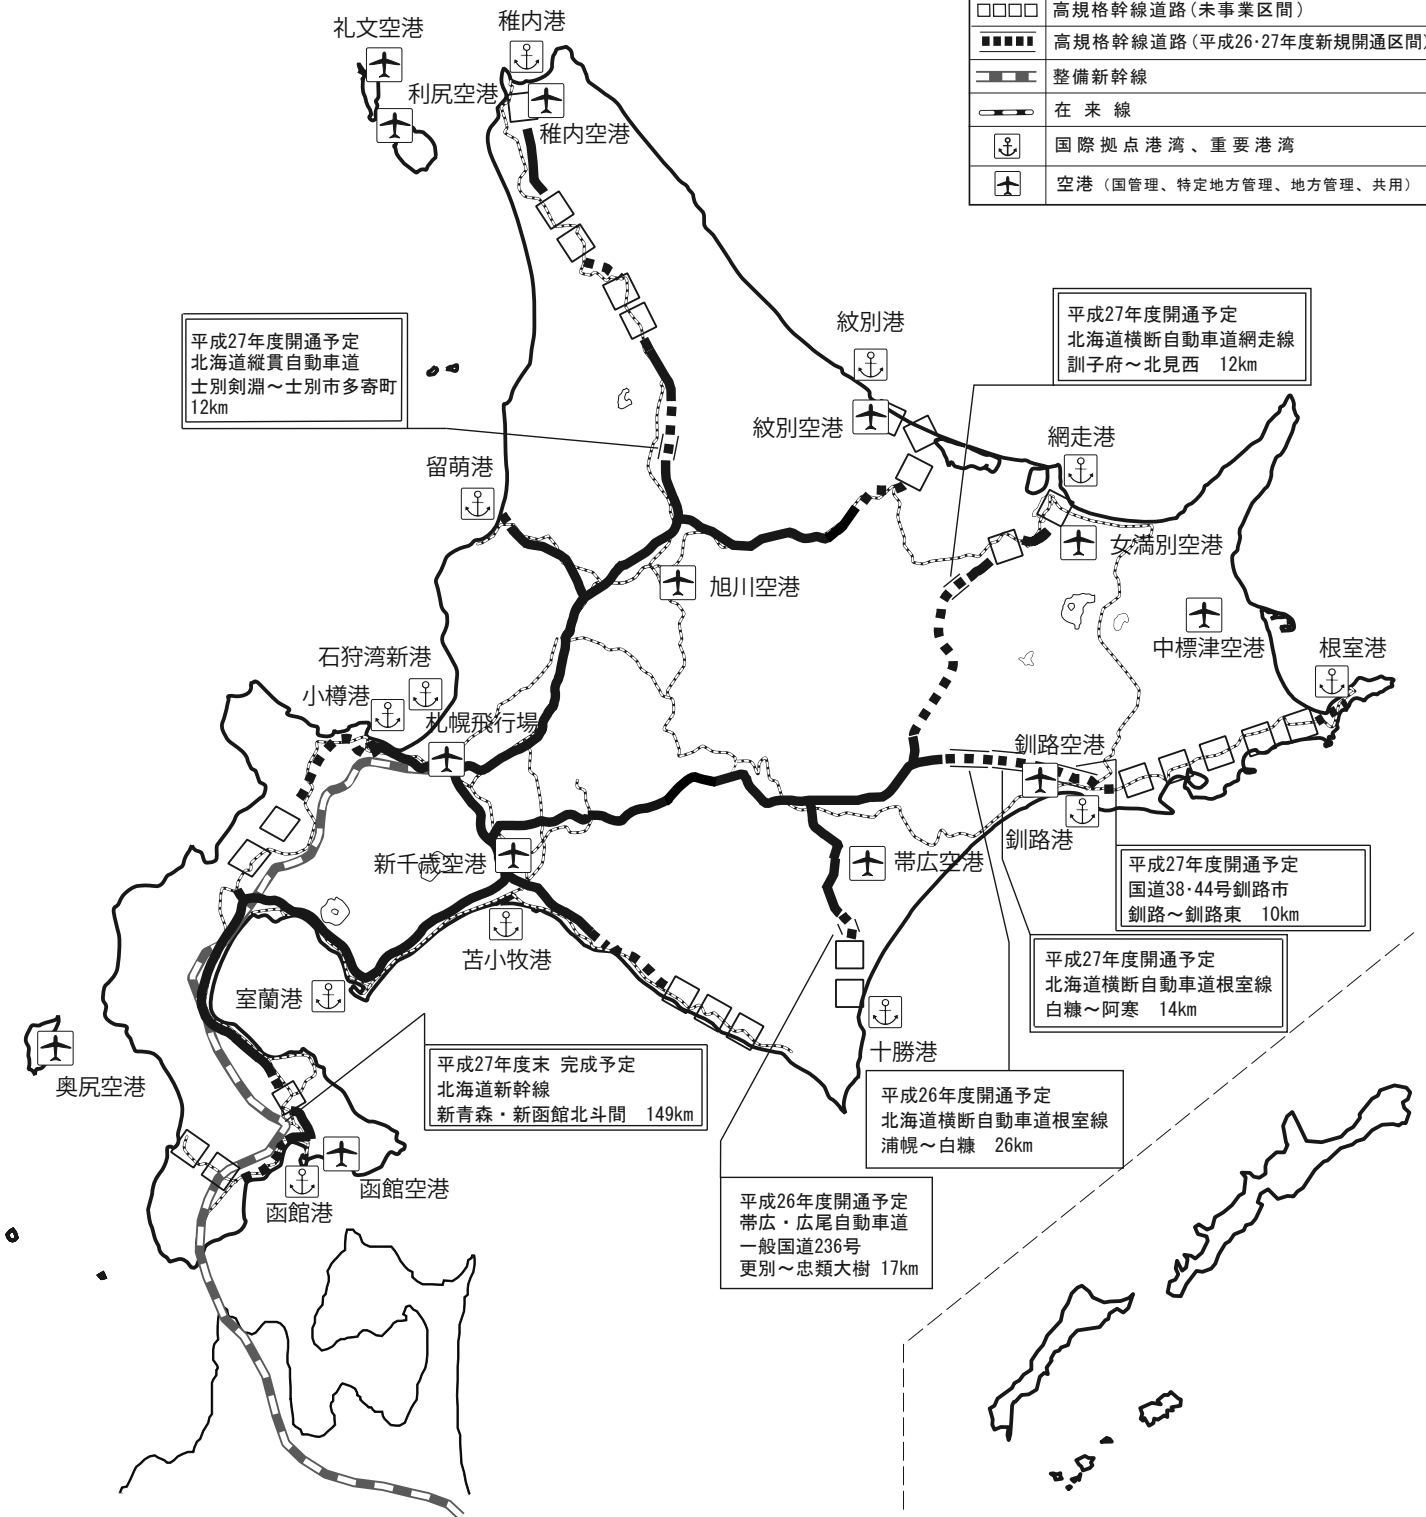 高規格幹線道路(未事業区間)
高規格幹線道路(平成26・27年度新規開通区間)
整備新幹線
在来線
国際拠点港湾、重要港湾
空港(国管理、特定地方管理、地方管理、共用)
礼文空港
稚内港
利尻空港
稚内空港
平成27年度開通予定
北海道縦貫自動車道
士別剣淵～士別市多寄町
12km
紋別港
紋別空港
平成27年度開通予定
北海道横断自動車道網走線
訓子府～北見西 12km
網走港
留萌港
女満別空港
旭川空港
中標津空港
根室港
石狩湾新港
小樽港
札幌飛行場
釧路空港
釧路港
新千歳空港
帯広空港
平成27年度開通予定
国道38・44号釧路市
釧路～釧路東 10km
苫小牧港
室蘭港
平成27年度開通予定
北海道横断自動車道根室線
白糠～阿寒 14km
十勝港
奥尻空港
平成27年度末 完成予定
北海道新幹線
新青森・新函館北斗間 149km
平成26年度開通予定
北海道横断自動車道根室線
浦幌～白糠 26km
函館空港
函館港
平成26年度開通予定
帯広・広尾自動車道
一般国道236号
更別～忠類大樹 17km